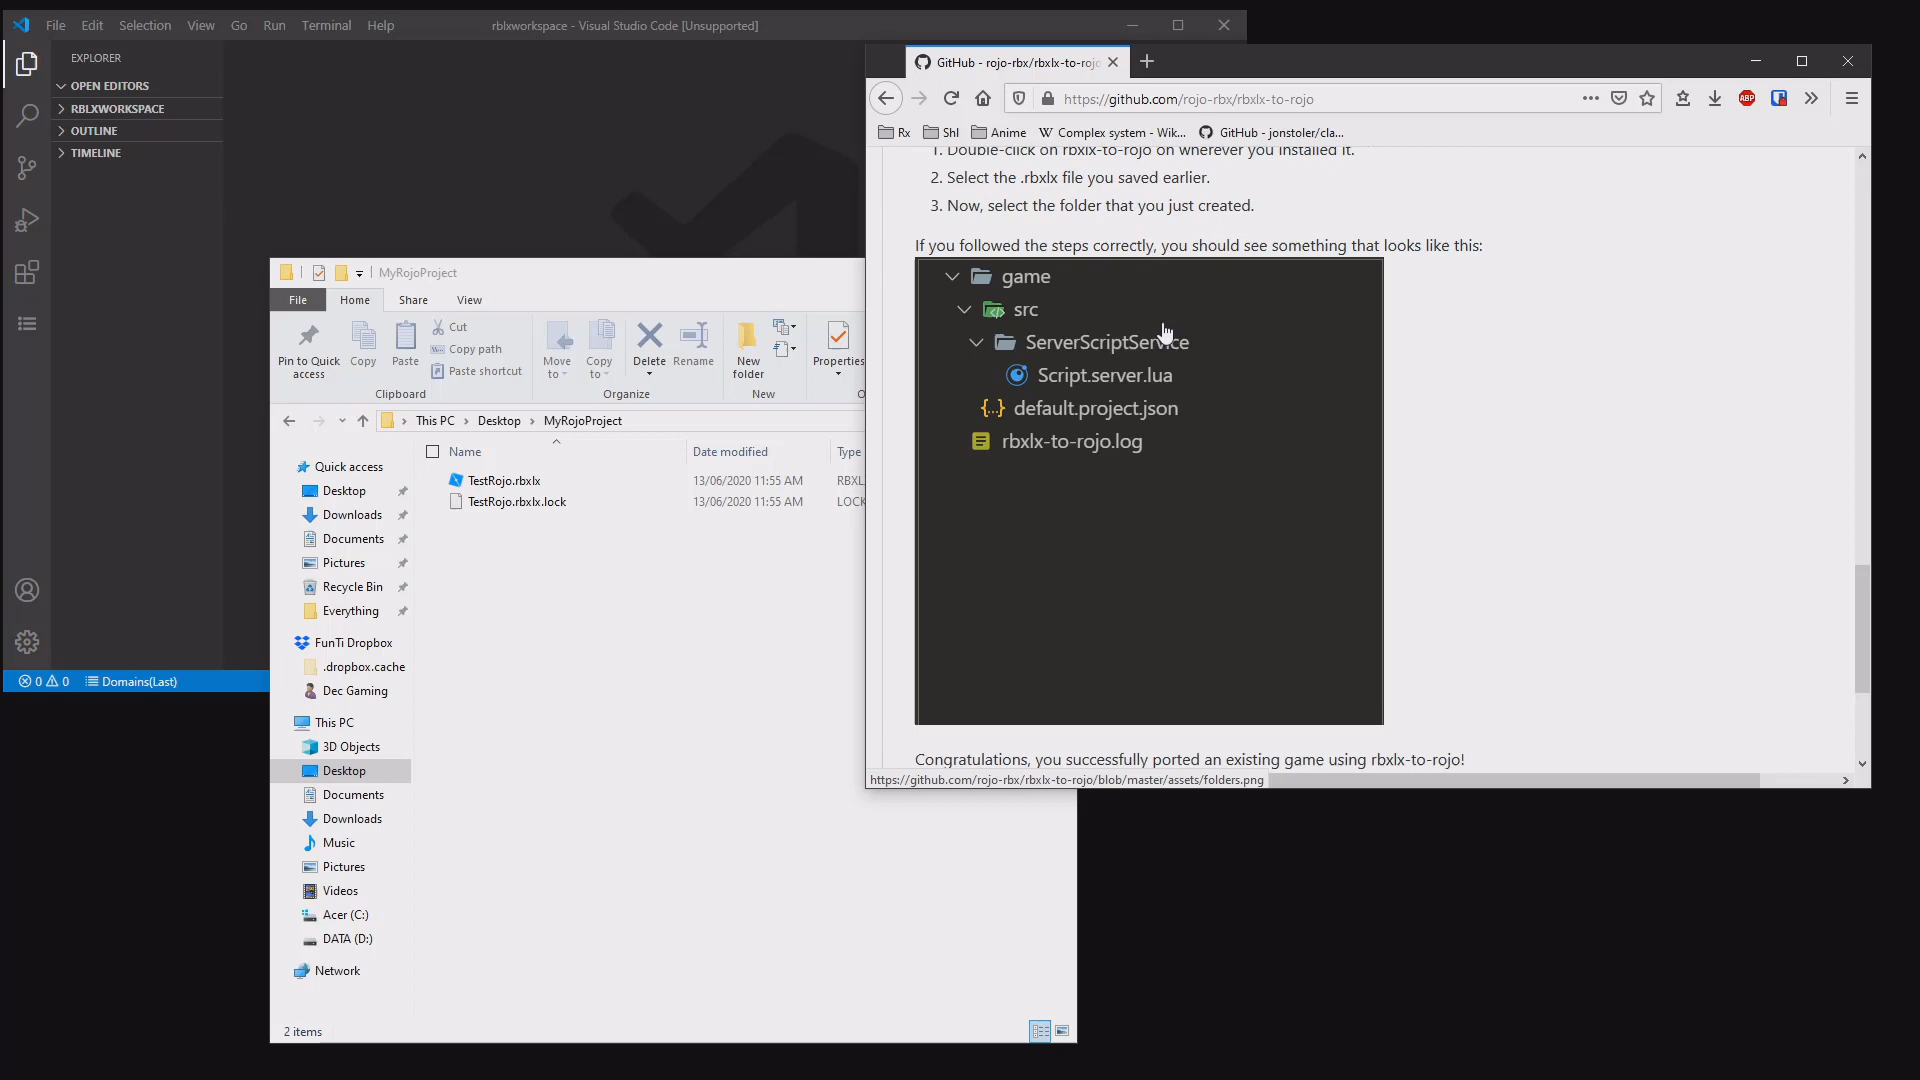 File Edit Selection View Go Run Terminal Help
rblxworkspace - Visual Studio Code [Unsupported]
EXPLORER
OPEN EDITORS
RBLXWORKSPACE
OUTLINE
TIMELINE
0 0 Domains(Last)
MyRojoProject
File Home Share View
Pin to Quick access
Copy
Paste
Cut
Copy path
Paste shortcut
Clipboard
Move to
Copy to
Delete
Rename
Organize
New folder
New
Properties
This PC Desktop MyRojoProject
Name Date modified Type
TestRojo.rbxlx 13/06/2020 11:55 AM RBXL
TestRojo.rbxlx.lock 13/06/2020 11:55 AM LOCK
Quick access
Desktop
Downloads
Documents
Pictures
Recycle Bin
Everything
FunTi Dropbox
.dropbox.cache
Dec Gaming
This PC
3D Objects
Desktop
Documents
Downloads
Music
Pictures
Videos
Acer (C:)
DATA (D:)
Network
2 items
GitHub - rojo-rbx/rbxlx-to-rojo
https://github.com/rojo-rbx/rbxlx-to-rojo
ABP
Rx Shl Anime W Complex system - Wik... GitHub - jonstoler/cla...
1. Double-click on rbxlx-to-rojo on wherever you installed it.
2. Select the .rbxlx file you saved earlier.
3. Now, select the folder that you just created.
If you followed the steps correctly, you should see something that looks like this:
game
src
ServerScriptService
Script.server.lua
{..} default.project.json
rbxlx-to-rojo.log
Congratulations, you successfully ported an existing game using rbxlx-to-rojo!
https://github.com/rojo-rbx/rbxlx-to-rojo/blob/master/assets/folders.png